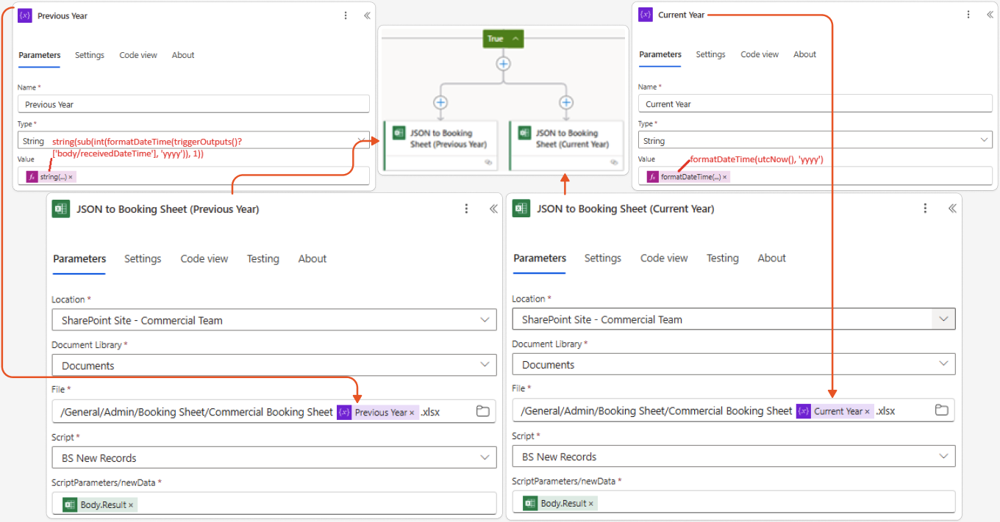 Previous Year
Parameters Settings Code view About
Name *
Previous Year
Type *
String
string(sub(int(formatDateTime(triggerOutputs()?
['body/receivedDateTime'], 'yyyy')), 1))
Value
fx string(...) ×
True
JSON to Booking
Sheet (Previous Year)
JSON to Booking
Sheet (Current Year)
Current Year
Parameters Settings Code view About
Name *
Current Year
Type *
String
Value
formatDateTime(utcNow(), 'yyyy')
fx formatDateTime(... ×
JSON to Booking Sheet (Previous Year)
Parameters Settings Code view Testing About
Location *
SharePoint Site - Commercial Team
Document Library *
Documents
File *
/General/Admin/Booking Sheet/Commercial Booking Sheet {x} Previous Year × .xlsx
Script *
BS New Records
ScriptParameters/newData *
Body.Result ×
JSON to Booking Sheet (Current Year)
Parameters Settings Code view Testing About
Location *
SharePoint Site - Commercial Team
Document Library *
Documents
File *
/General/Admin/Booking Sheet/Commercial Booking Sheet {x} Current Year × .xlsx
Script *
BS New Records
ScriptParameters/newData *
Body.Result ×